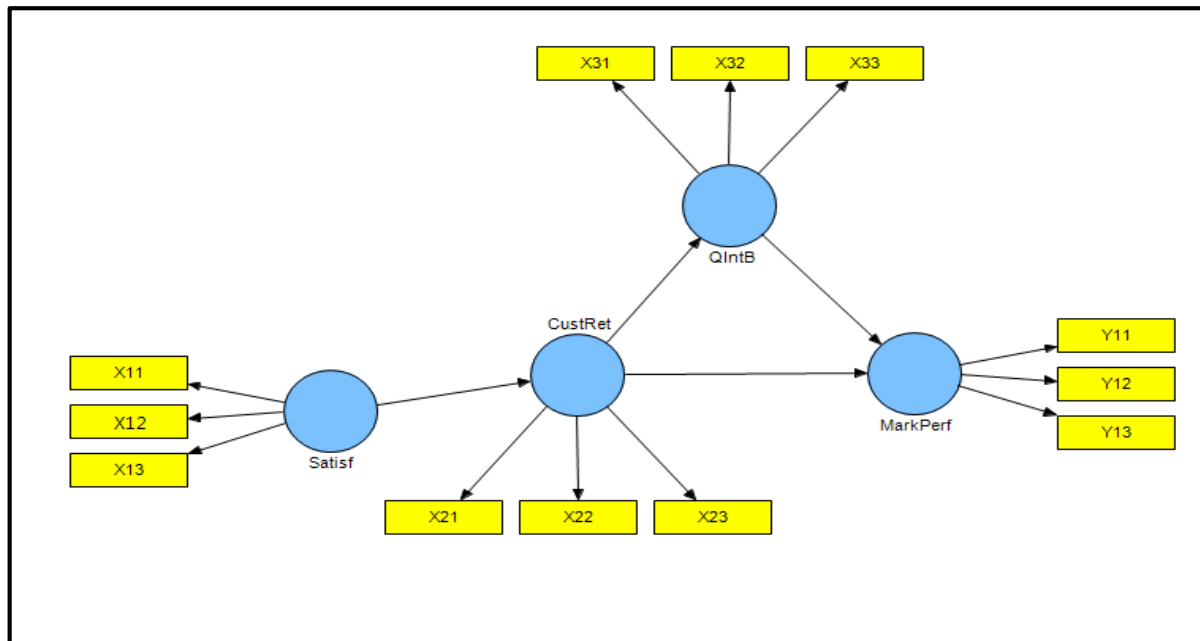 X31
X32
X33
QIntB
CustRet
Satisf
MarkPerf
X11
X12
X13
X21
X22
X23
Y11
Y12
Y13